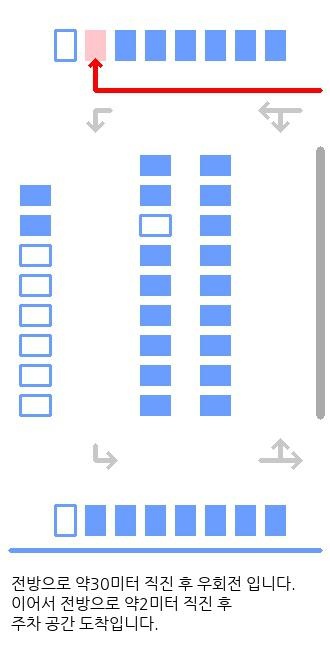 전방으로 약30미터 직진 후 우회전 입니다.
이어서 전방으로 약2미터 직진 후
주차 공간 도착입니다.